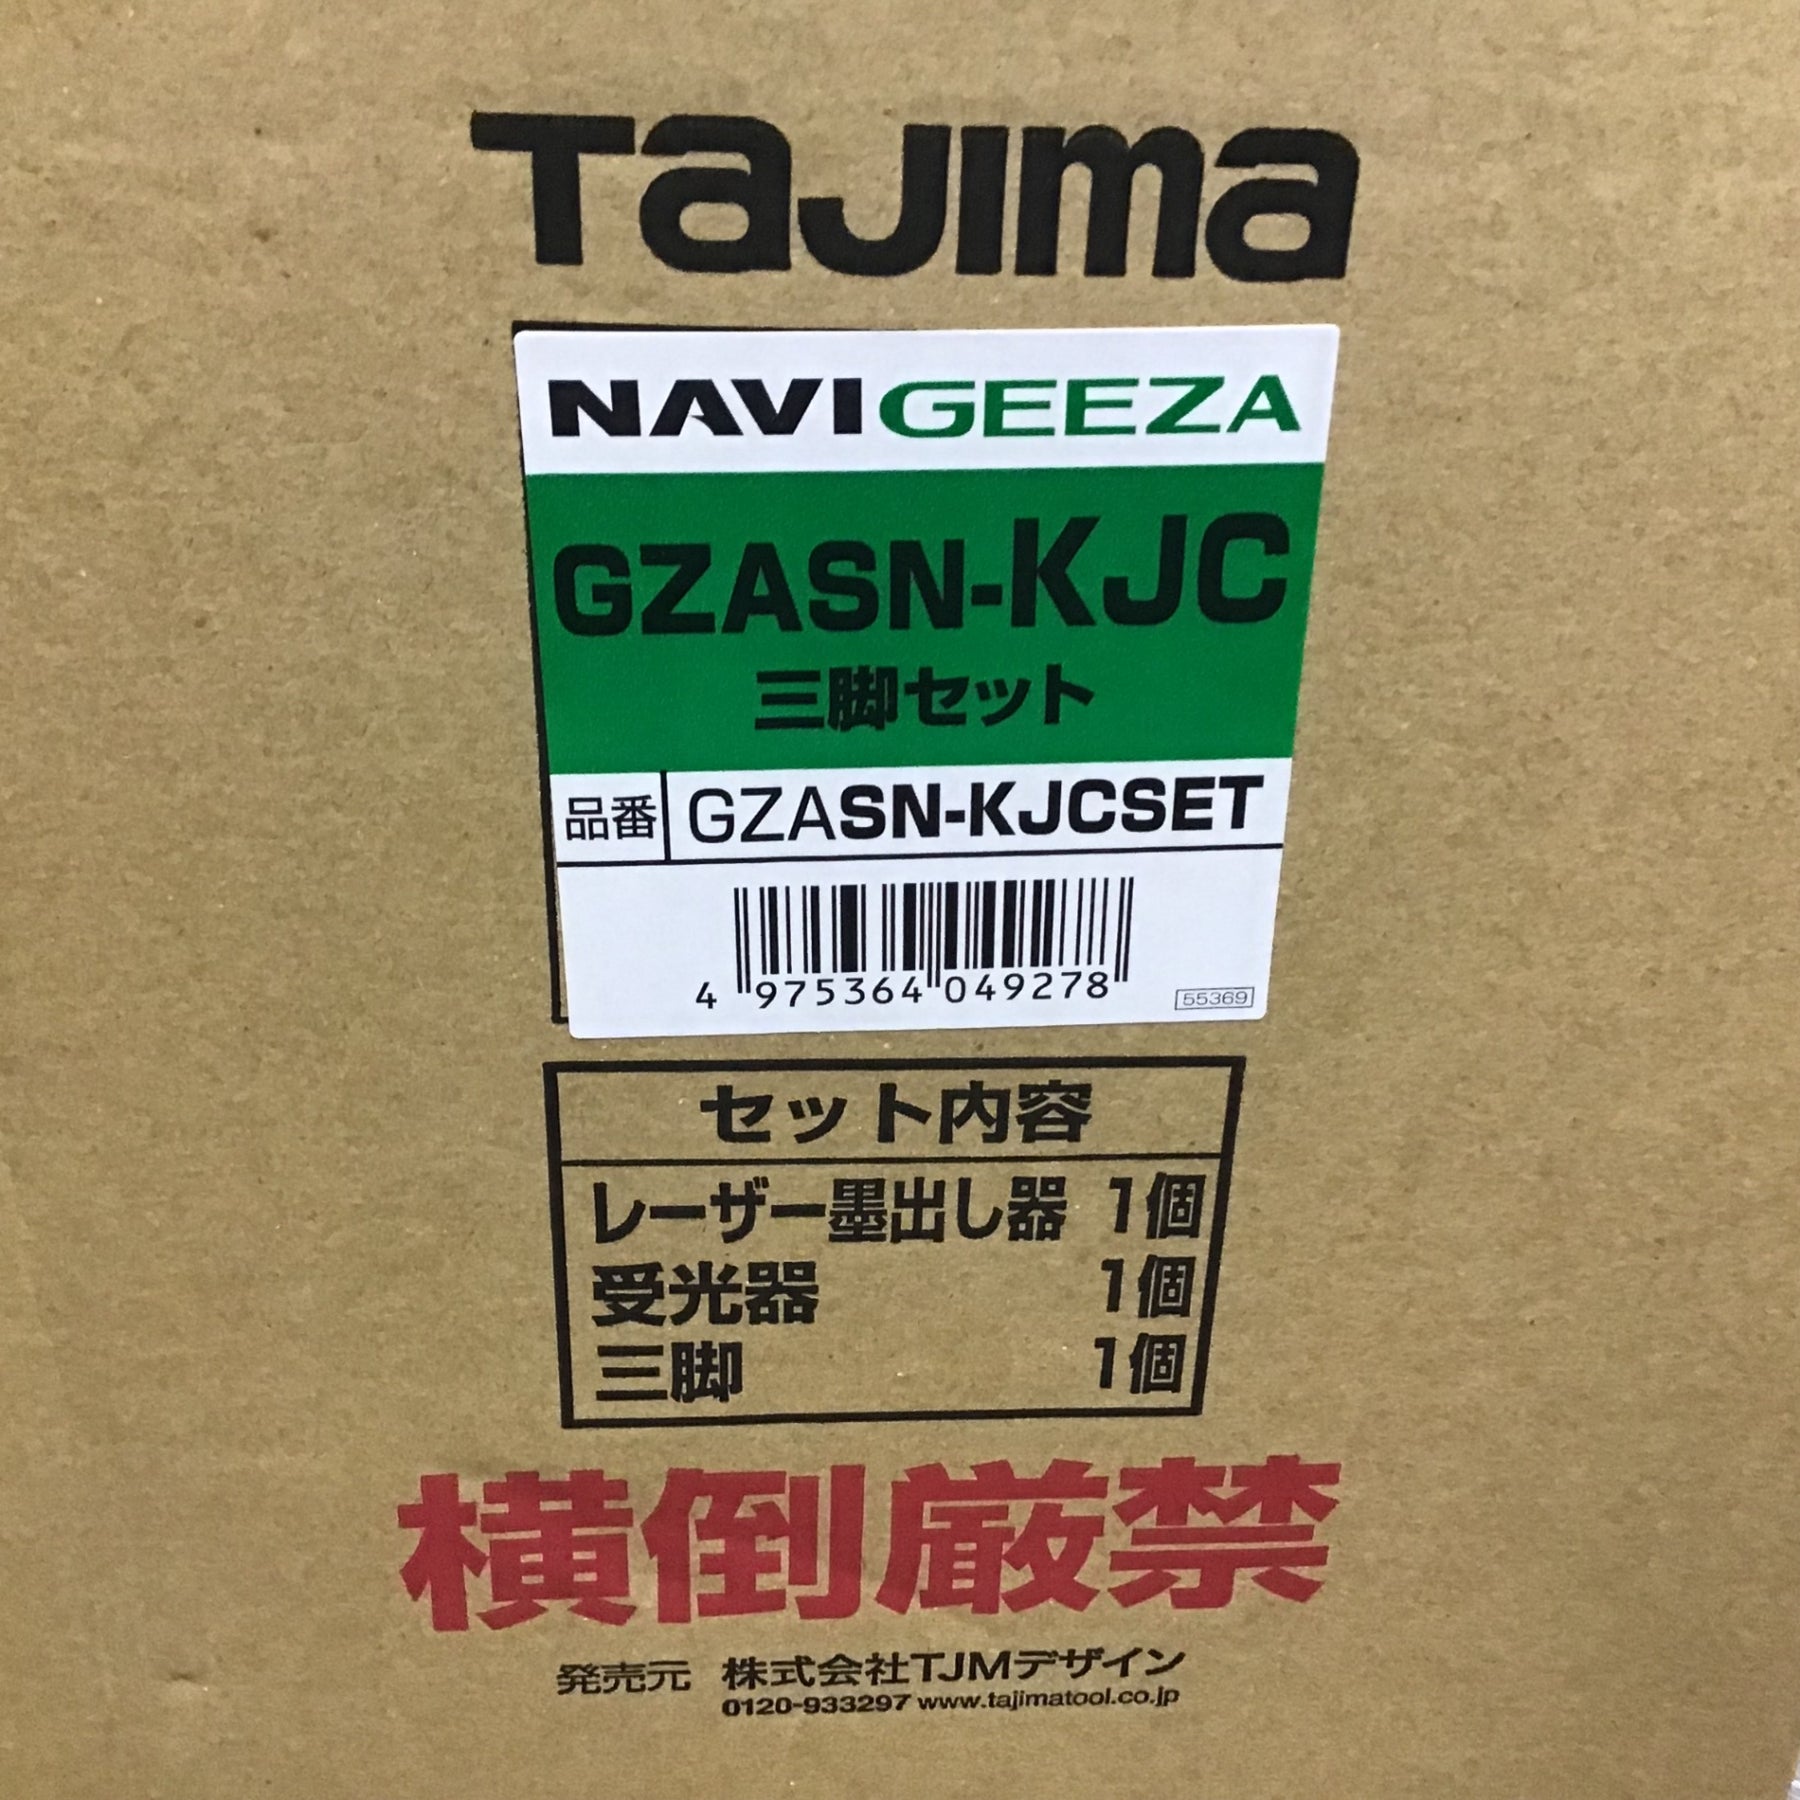 Tajima
NAVIGEEZA
GZASN-KJC
三脚セット
品番 GZASN-KJCSET
4 975364 049278
55369
セット内容
レーザー墨出し器 1個
受光器 1個
三脚 1個
横倒厳禁
発売元 株式会社TJMデザイン
0120-933297 www.tajimatool.co.jp